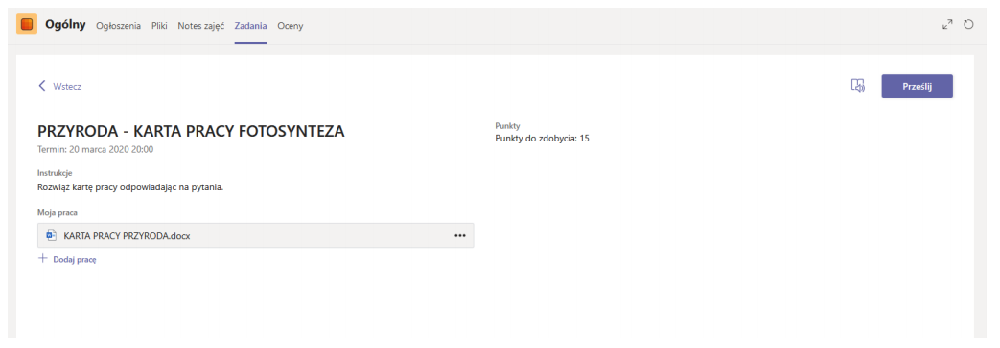 Ogólny Ogłoszenia Pliki Notes zajęć Zadania Oceny
Wstecz
Prześlij
PRZYRODA - KARTA PRACY FOTOSYNTEZA
Termin: 20 marca 2020 20:00
Punkty
Punkty do zdobycia: 15
Instrukcje
Rozwiąż kartę pracy odpowiadając na pytania.
Moja praca
KARTA PRACY PRZYRODA.docx
Dodaj pracę